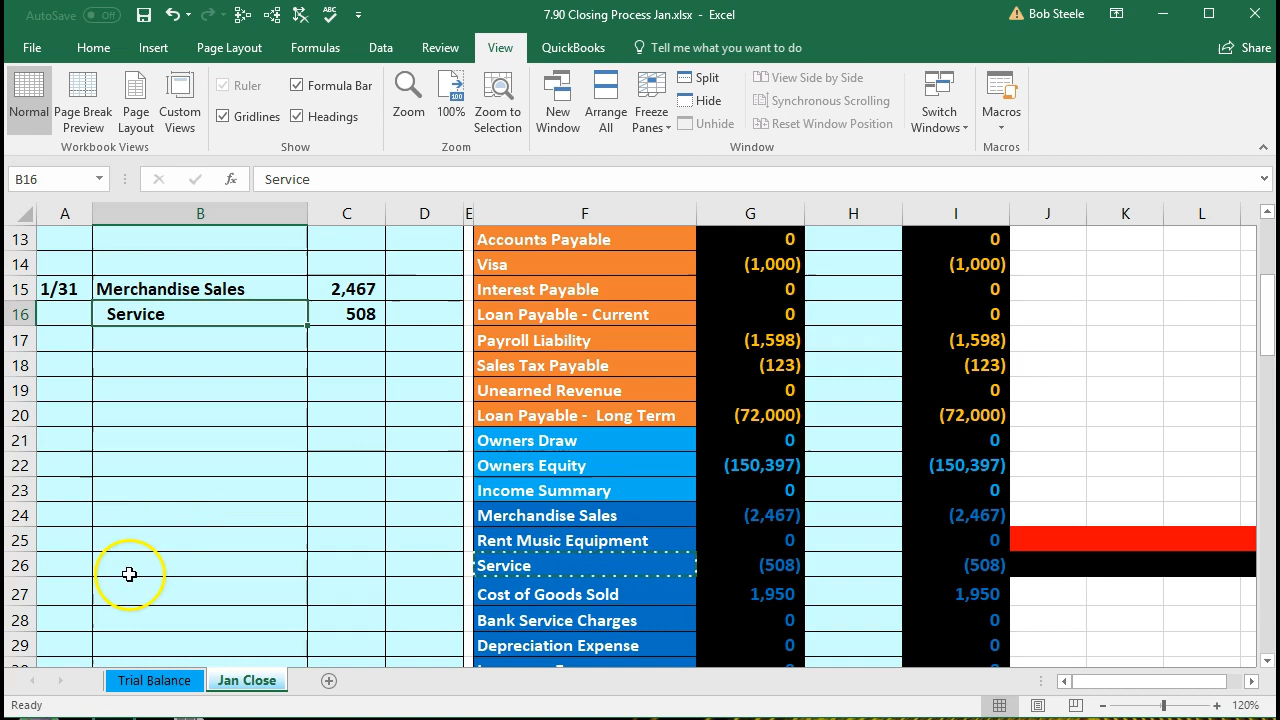 AutoSave Off
7.90 Closing Process Jan.xlsx - Excel
Bob Steele
File Home Insert Page Layout Formulas Data Review View QuickBooks Tell me what you want to do Share
Normal
Page Break Preview
Page Layout
Custom Views
Workbook Views
Ruler
Formula Bar
Gridlines
Headings
Show
Zoom
100%
Zoom to Selection
Zoom
New Window
Arrange All
Freeze Panes
Split
Hide
Unhide
View Side by Side
Synchronous Scrolling
Reset Window Position
Switch Windows
Window
Macros
Macros
B16 fx Service
A B C D E F G H I J K L
13 Accounts Payable 0 0
14 Visa (1,000) (1,000)
15 1/31 Merchandise Sales 2,467 Interest Payable 0 0
16 Service 508 Loan Payable - Current 0 0
17 Payroll Liability (1,598) (1,598)
18 Sales Tax Payable (123) (123)
19 Unearned Revenue 0 0
20 Loan Payable - Long Term (72,000) (72,000)
21 Owners Draw 0 0
22 Owners Equity (150,397) (150,397)
23 Income Summary 0 0
24 Merchandise Sales (2,467) (2,467)
25 Rent Music Equipment 0 0
26 Service (508) (508)
27 Cost of Goods Sold 1,950 1,950
28 Bank Service Charges 0 0
29 Depreciation Expense 0 0
Trial Balance Jan Close
Ready 120%